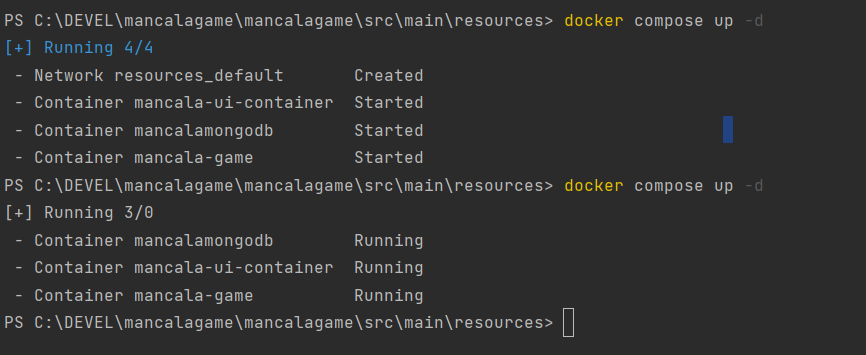 PS C:\DEVEL\mancalagame\mancalagame\src\main\resources> docker compose up -d
[+] Running 4/4
- Network resources_default Created
- Container mancala-ui-container Started
- Container mancalamongodb Started
- Container mancala-game Started
PS C:\DEVEL\mancalagame\mancalagame\src\main\resources> docker compose up -d
[+] Running 3/0
- Container mancalamongodb Running
- Container mancala-ui-container Running
- Container mancala-game Running
PS C:\DEVEL\mancalagame\mancalagame\src\main\resources>